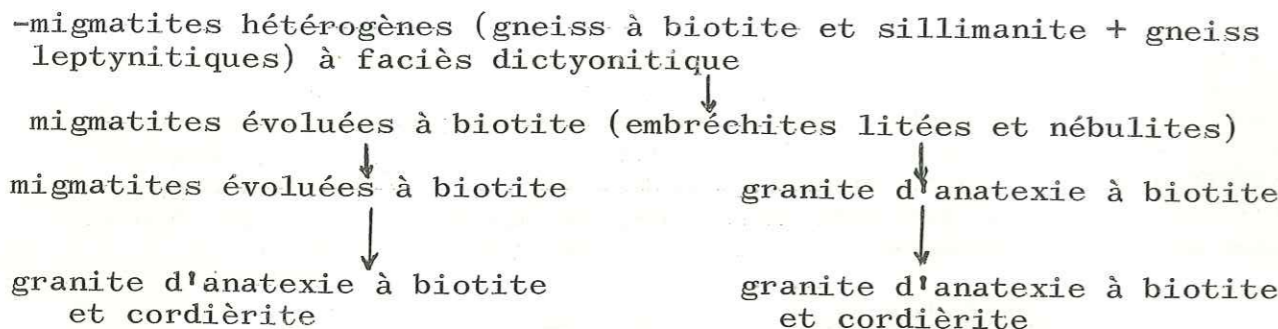 -migmatites hétérogènes (gneiss à biotite et sillimanite + gneiss
leptynitiques) à faciès dictyonitique
migmatites évoluées à biotite (embréchites litées et nébulites)
migmatites évoluées à biotite granite d'anatexie à biotite
granite d'anatexie à biotite granite d'anatexie à biotite
et cordièrite et cordièrite